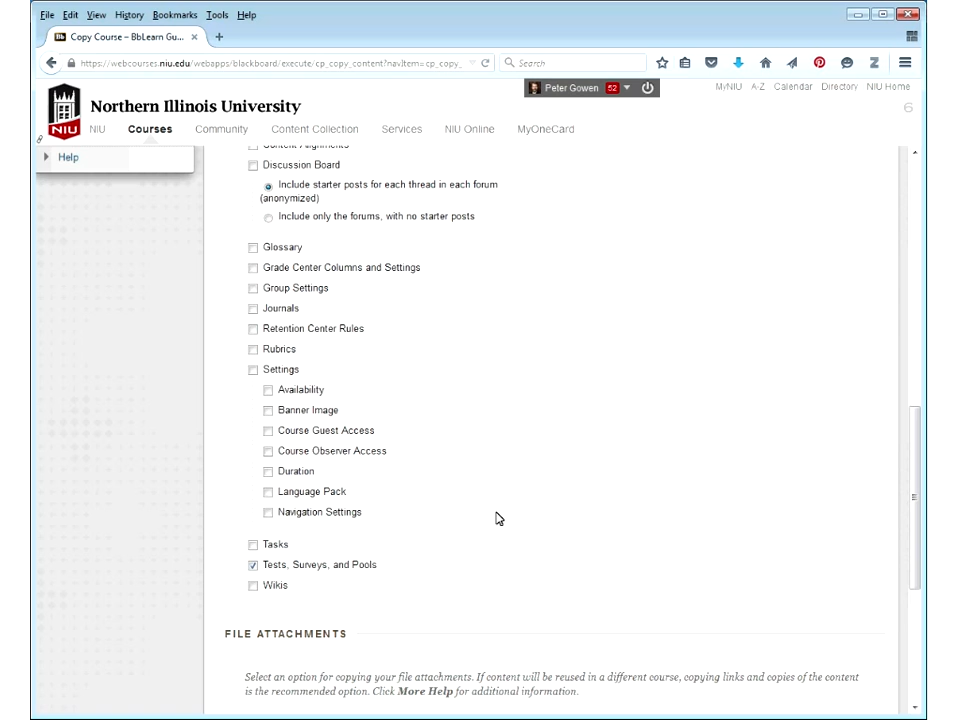 File Edit View History Bookmarks Tools Help
Bb Copy Course – BbLearn Gu... × +
https://webcourses.niu.edu/webapps/blackboard/execute/cp_copy_content?navItem=cp_copy_ Search
Peter Gowen 52
MyNIU A-Z Calendar Directory NIU Home
NIU
Northern Illinois University
6
NIU Courses Community Content Collection Services NIU Online MyOneCard
Help
Content Alignments
Discussion Board
Include starter posts for each thread in each forum
(anonymized)
Include only the forums, with no starter posts
Glossary
Grade Center Columns and Settings
Group Settings
Journals
Retention Center Rules
Rubrics
Settings
Availability
Banner Image
Course Guest Access
Course Observer Access
Duration
Language Pack
Navigation Settings
Tasks
Tests, Surveys, and Pools
Wikis
FILE ATTACHMENTS
Select an option for copying your file attachments. If content will be reused in a different course, copying links and copies of the content
is the recommended option. Click More Help for additional information.